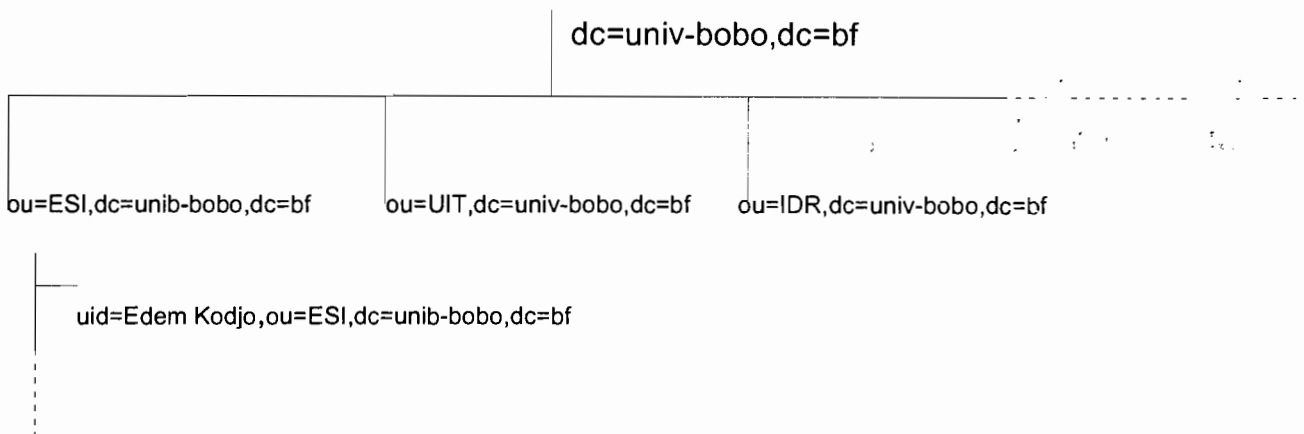 dc=univ-bobo,dc=bf
ou=ESI,dc=unib-bobo,dc=bf
ou=UIT,dc=univ-bobo,dc=bf
ou=IDR,dc=univ-bobo,dc=bf
uid=Edem Kodjo,ou=ESI,dc=unib-bobo,dc=bf